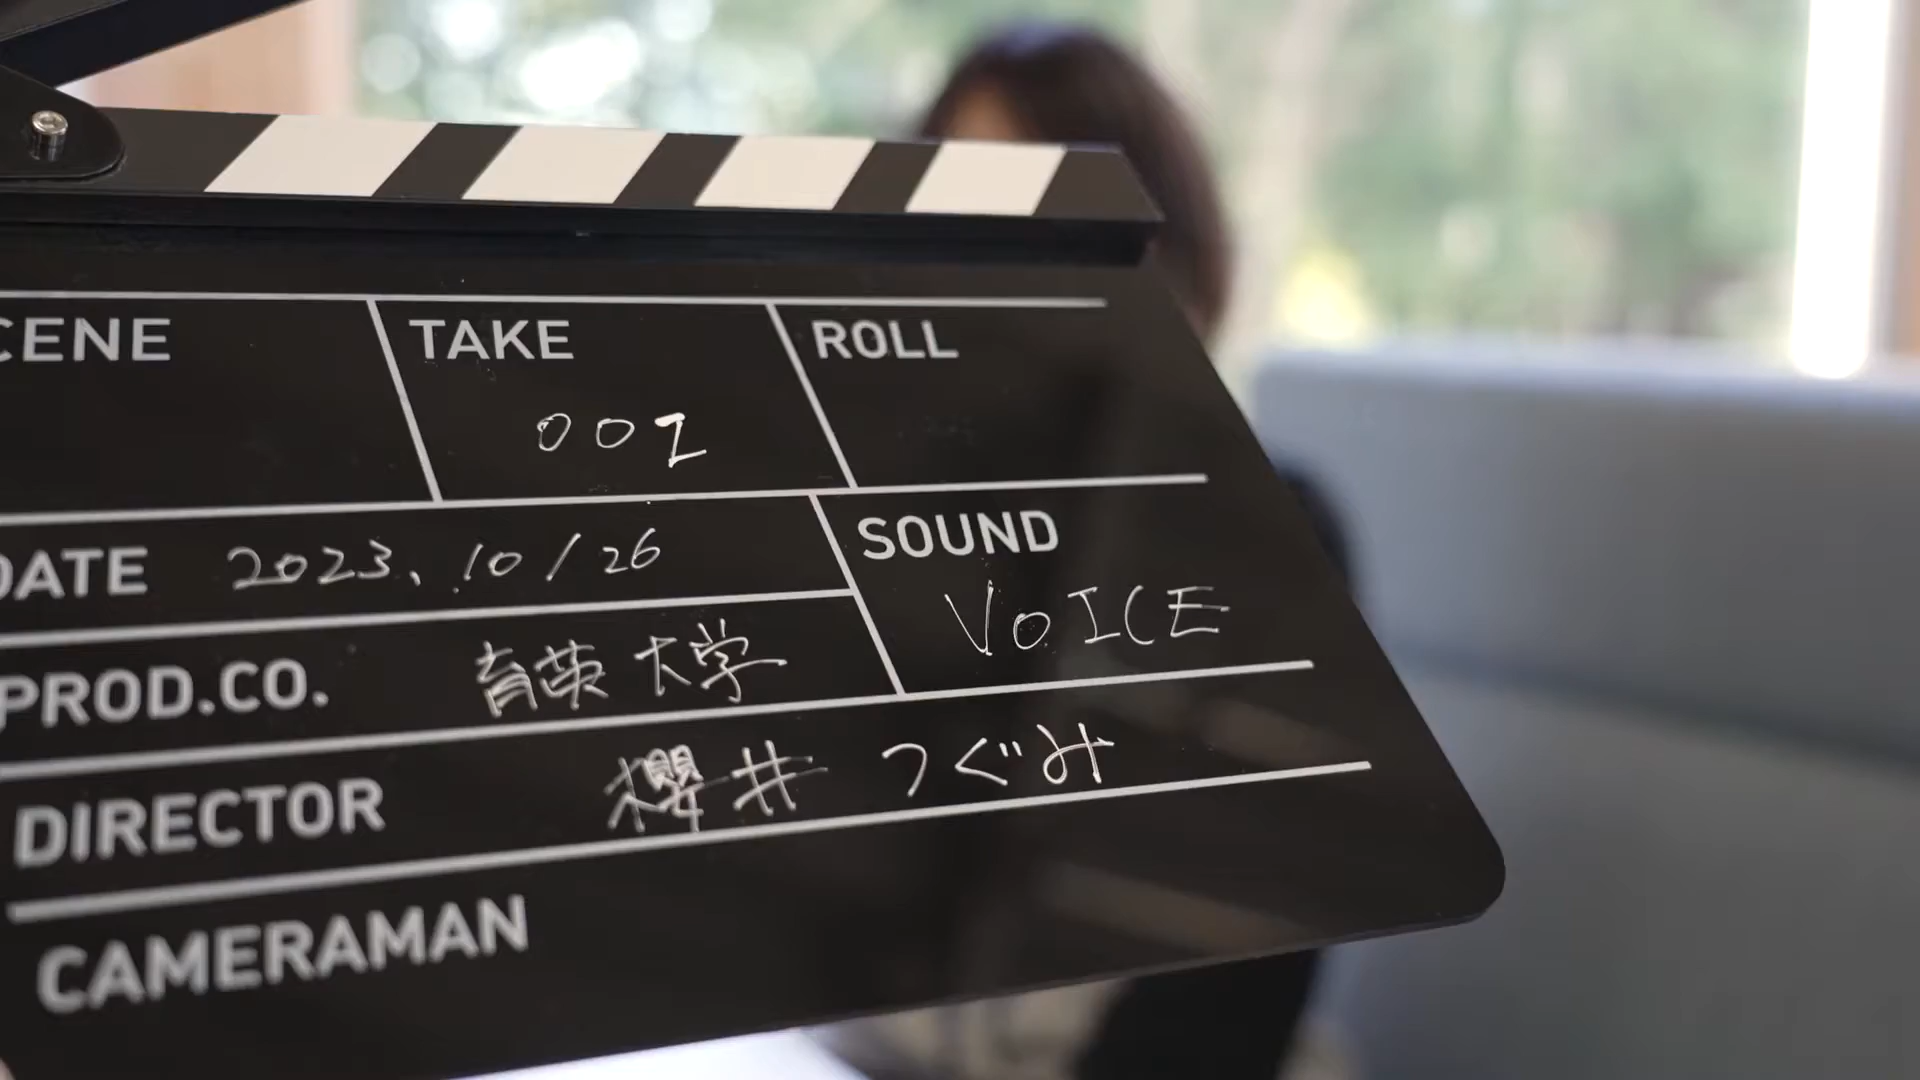 CENE TAKE ROLL
001
DATE 2023、10/26
SOUND
VOICE
PROD.CO. 育英大学
DIRECTOR 櫻井 つぐみ
CAMERAMAN